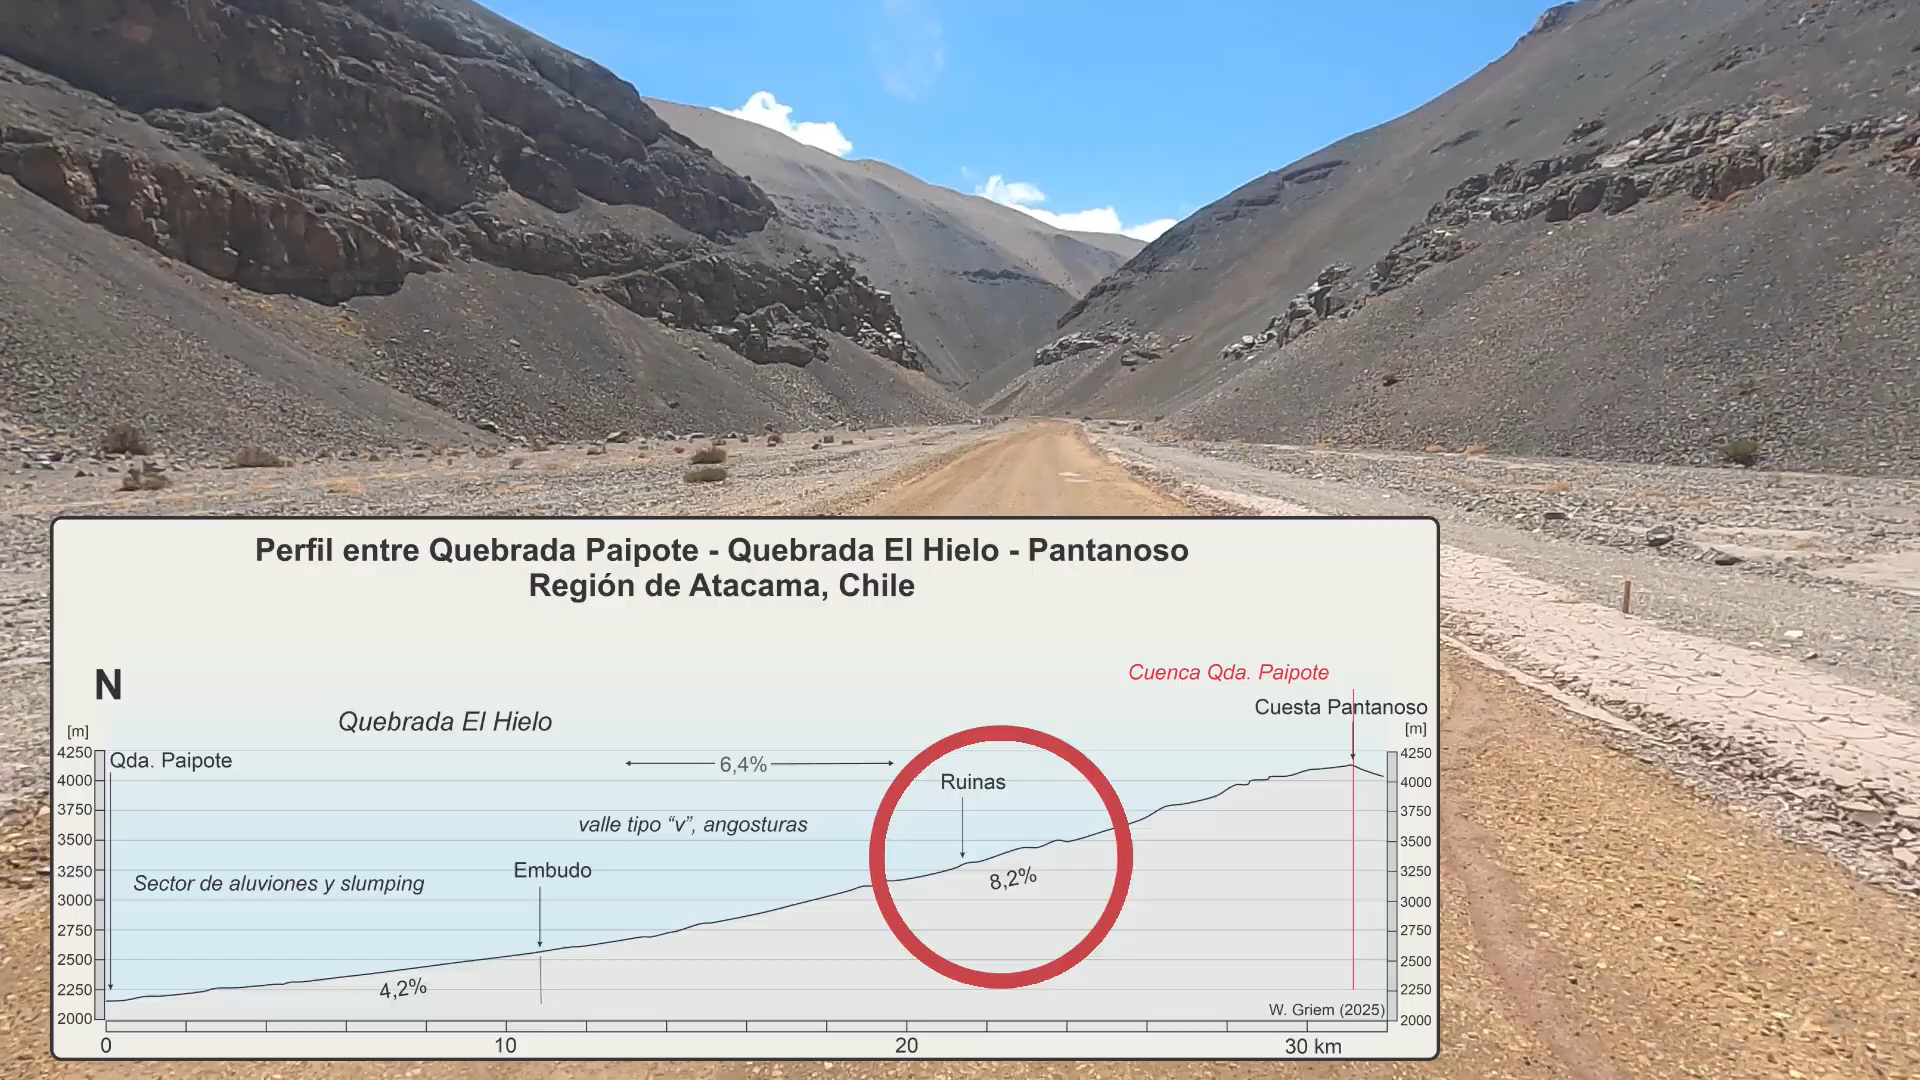 Perfil entre Quebrada Paipote - Quebrada El Hielo - Pantanoso
Región de Atacama, Chile
Cuenca Qda. Paipote
N
Quebrada El Hielo
Cuesta Pantanoso
[m]
[m]
4250
Qda. Paipote
6,4%
4250
4000
Ruinas
4000
3750
3750
valle tipo “v”, angosturas
3500
3500
3250
Embudo
8,2%
3250
Sector de aluviones y slumping
3000
3000
2750
2750
2500
2500
2250
4,2%
2250
W. Griem (2025)
2000
2000
0
10
20
30 km